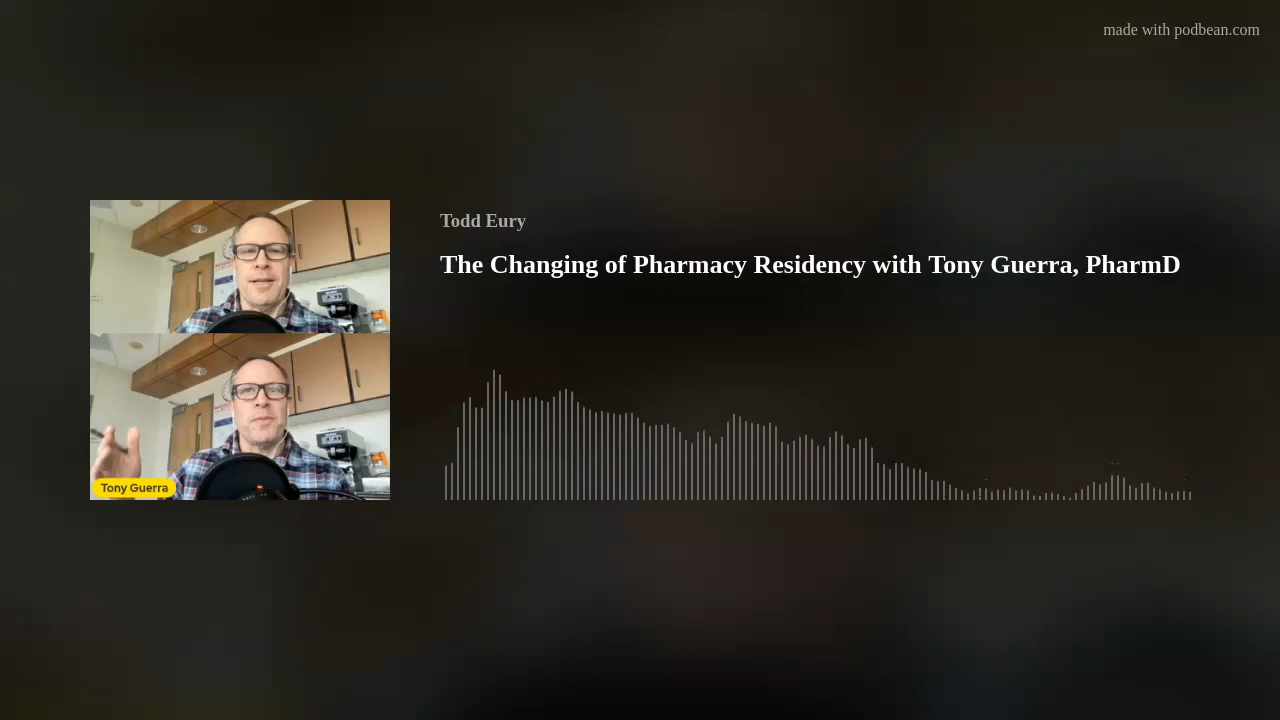 made with podbean.com
Todd Eury
The Changing of Pharmacy Residency with Tony Guerra, PharmD
Tony Guerra